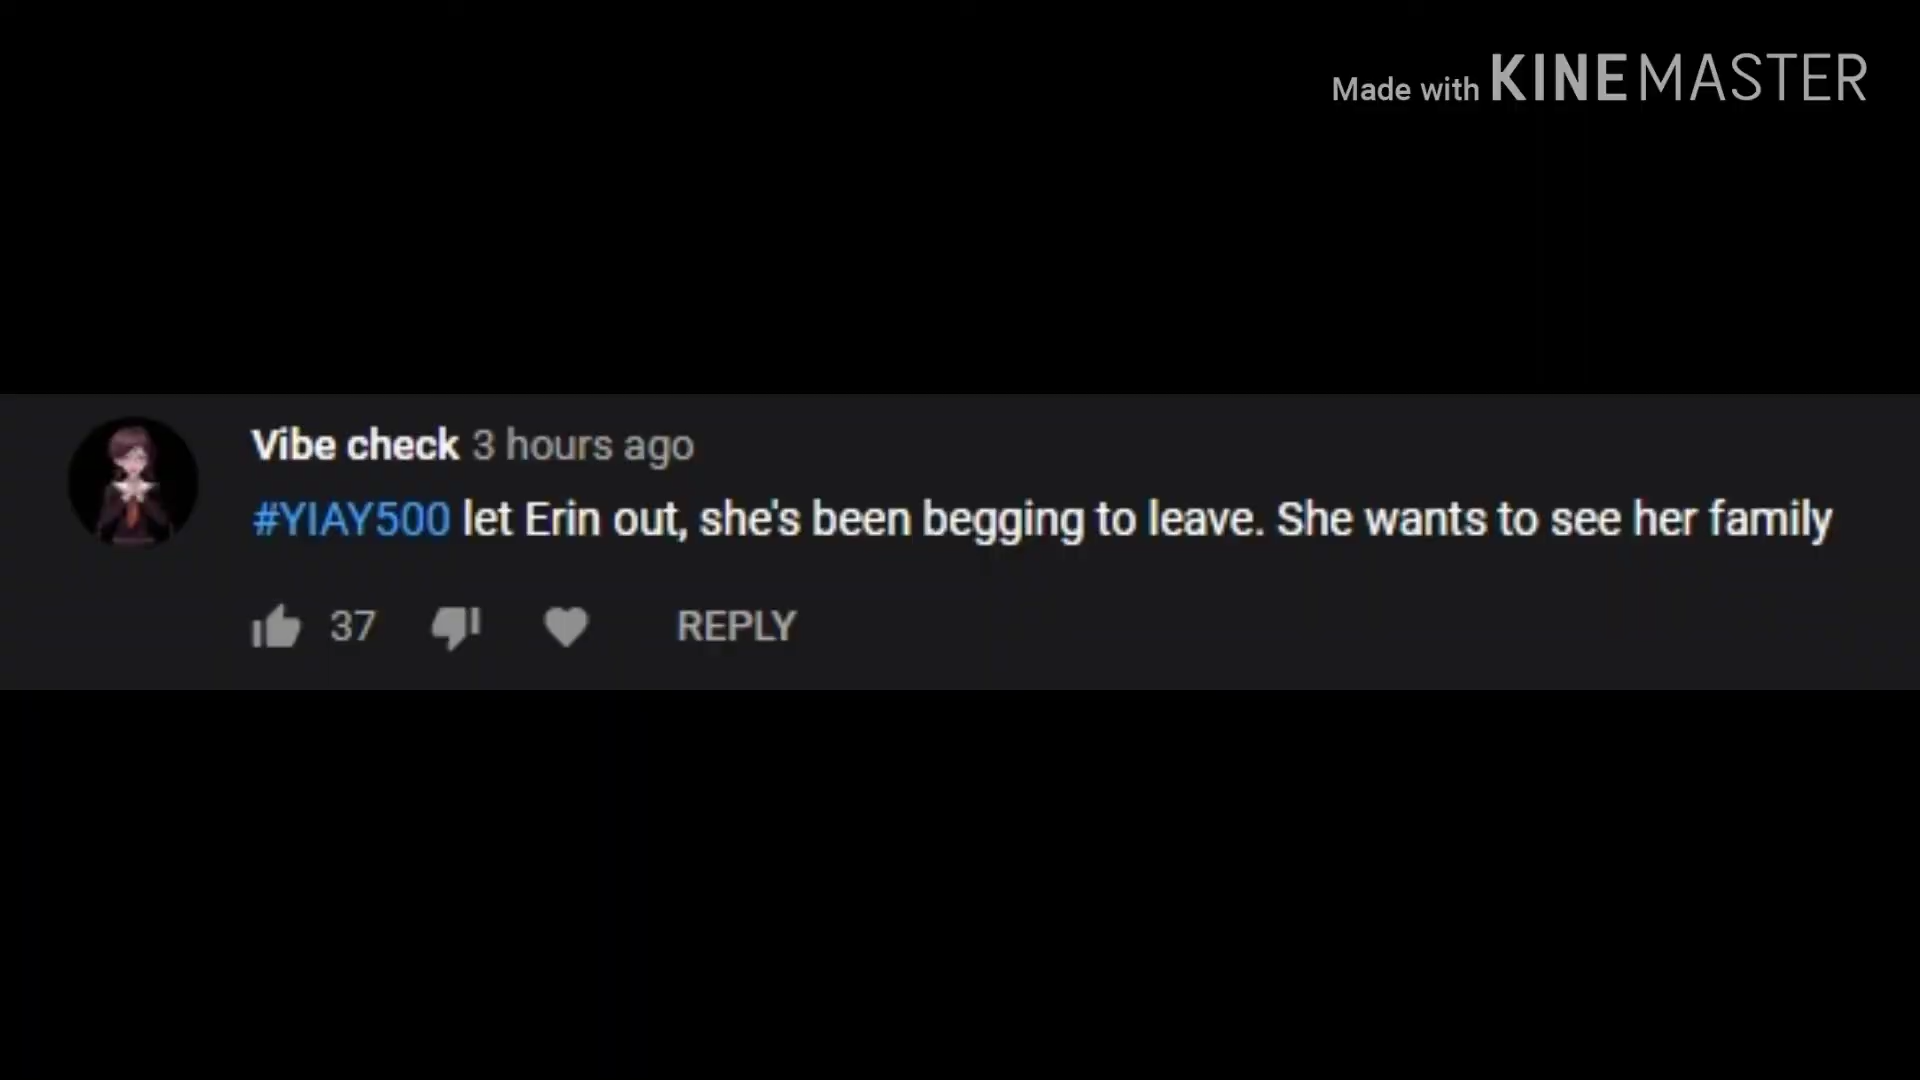 Made with KINEMASTER
Vibe check 3 hours ago
#YIAY500 let Erin out, she's been begging to leave. She wants to see her family
37 REPLY